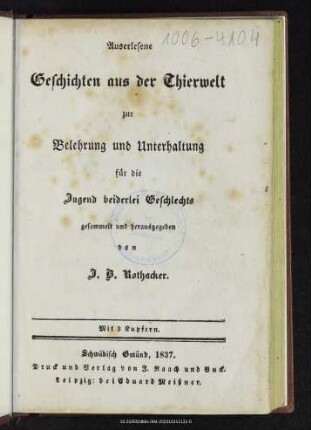 1006-4104
Auserlesene
Geschichten aus der Thierwelt
zur
Belehrung und Unterhaltung
für die
Jugend beiderlei Geschlechts
gesammelt und herausgegeben
von
J. D. Rothacker.
Mit 3 Kupfern.
Schwäbisch Gmünd, 1837.
Druck und Verlag von J. Raach und
Leipzig: bei Eduard Meißner.